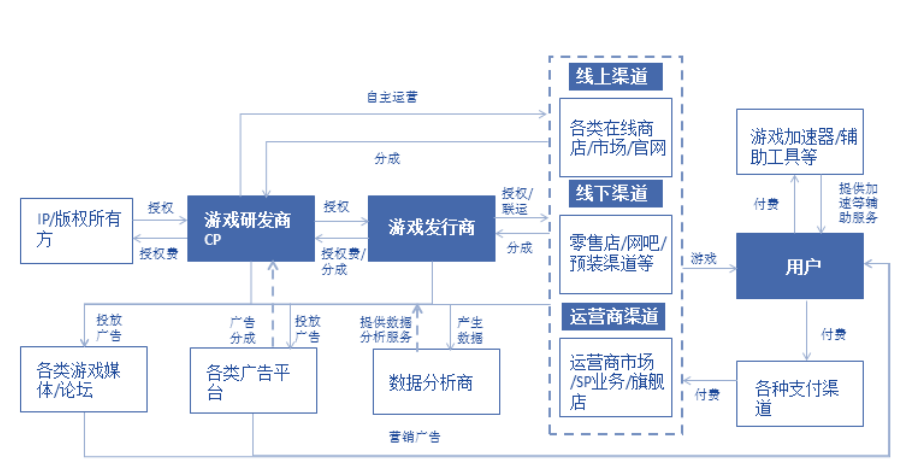 线上渠道
自主运营
各类在线商
店/市场/官网
游戏加速器/辅
助工具等
分成
线下渠道
IP/版权所有
方
授权
授权费
游戏研发商
CP
授权
授权费/
分成
游戏发行商
授权/
联运
分成
零售店/网吧/
预装渠道等
付费
提供加
速等辅
助服务
游戏
用户
运营商渠道
投放
广告
广告
分成
投放
广告
提供数据
分析服务
产生
数据
付费
各类游戏媒
体/论坛
各类广告平
台
数据分析商
运营商市场
/SP业务/旗舰
店
付费
各种支付渠
道
营销广告